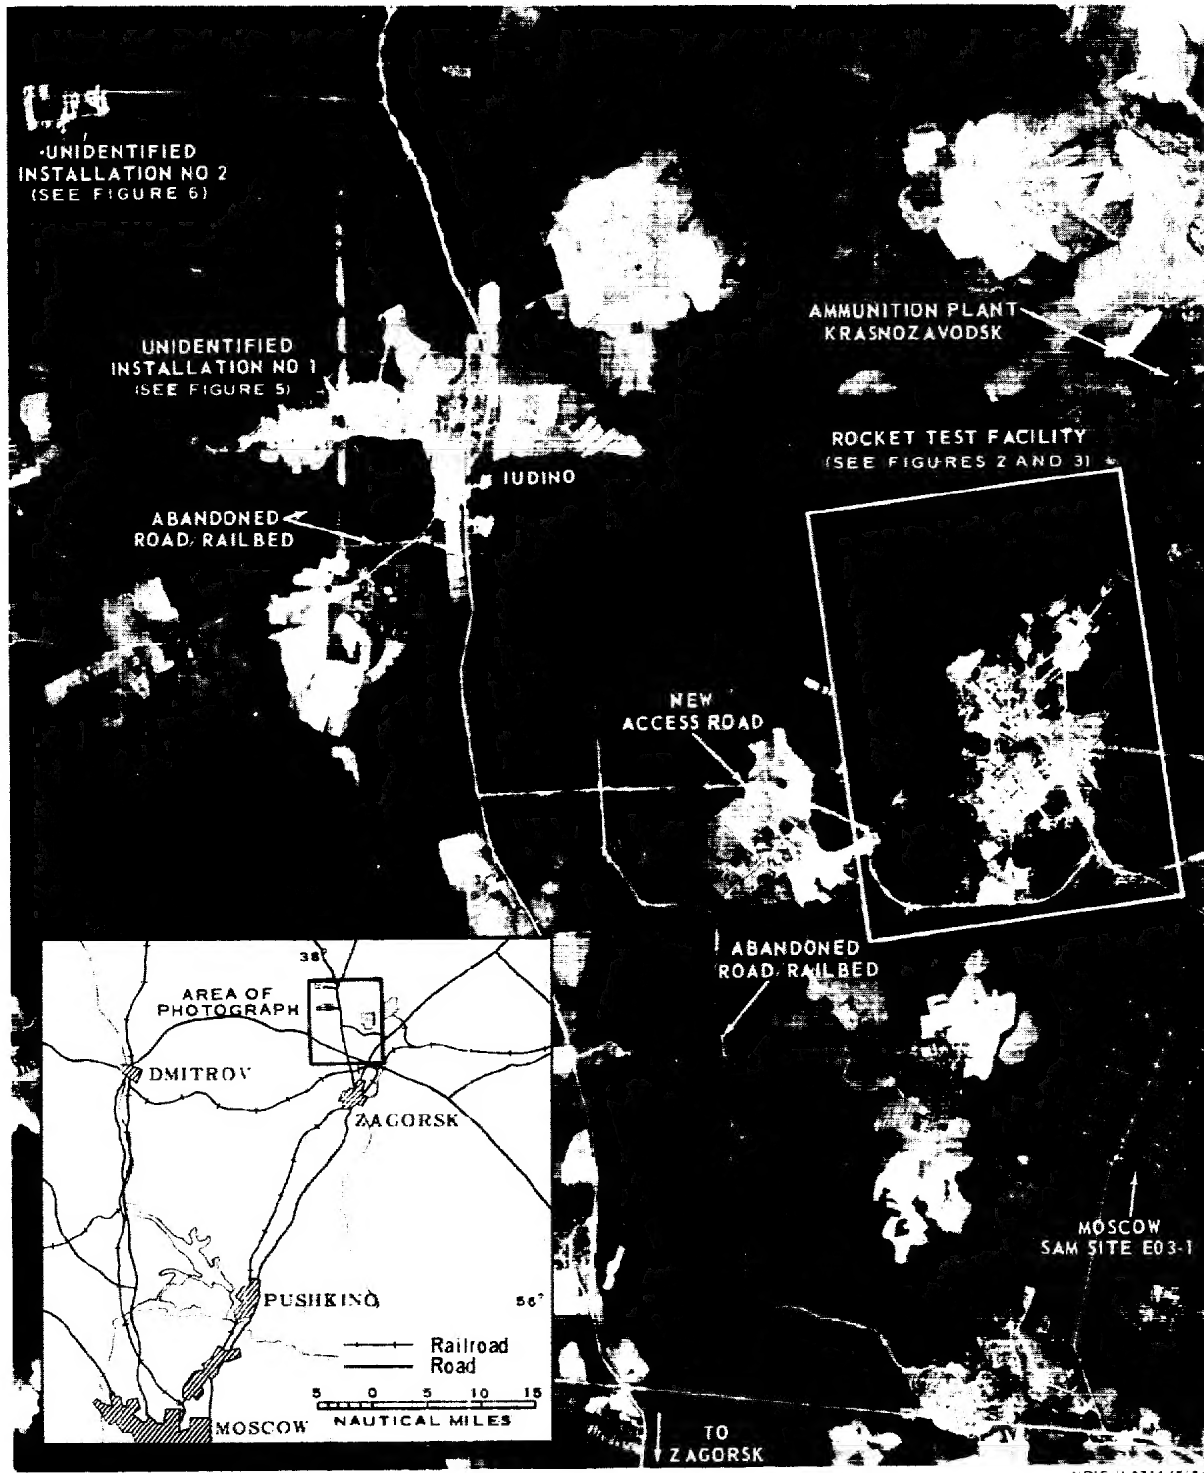 UNIDENTIFIED
INSTALLATION NO 2
(SEE FIGURE 6)
AMMUNITION PLANT
KRASNOZAVODSK
UNIDENTIFIED
INSTALLATION NO 1
(SEE FIGURE 5)
ROCKET TEST FACILITY
(SEE FIGURES 2 AND 3)
IUDINO
ABANDONED
ROAD/RAILBED
NEW
ACCESS ROAD
ABANDONED
ROAD/RAILBED
38°
AREA OF
PHOTOGRAPH
DMITROV
ZAGORSK
PUSHKINO
56°
Railroad
Road
5 0 5 10 15
NAUTICAL MILES
MOSCOW
MOSCOW
SAM SITE E03-1
TO
ZAGORSK